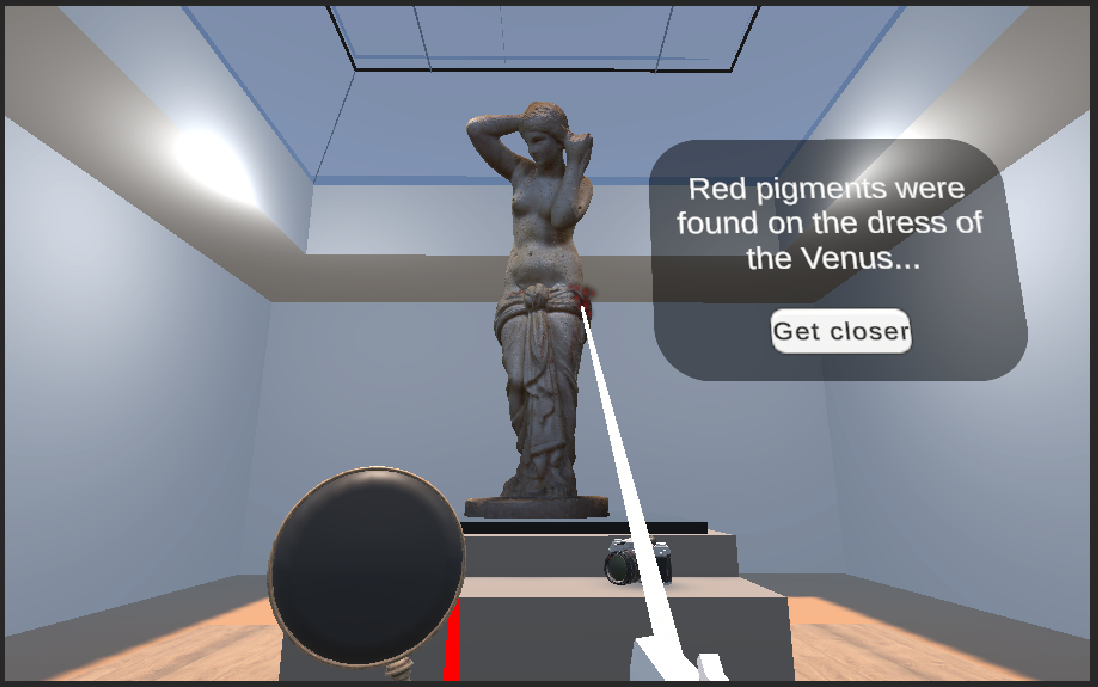 Red pigments were
found on the dress of
the Venus...
Get closer